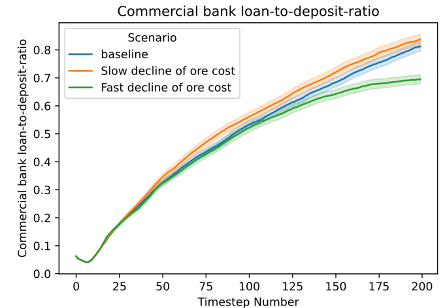 Commercial bank loan-to-deposit-ratio
Scenario
baseline
Slow decline of ore cost
Fast decline of ore cost
Commercial bank loan-to-deposit-ratio
0.8
0.7
0.6
0.5
0.4
0.3
0.2
0.1
0.0
0 25 50 75 100 125 150 175 200
Timestep Number